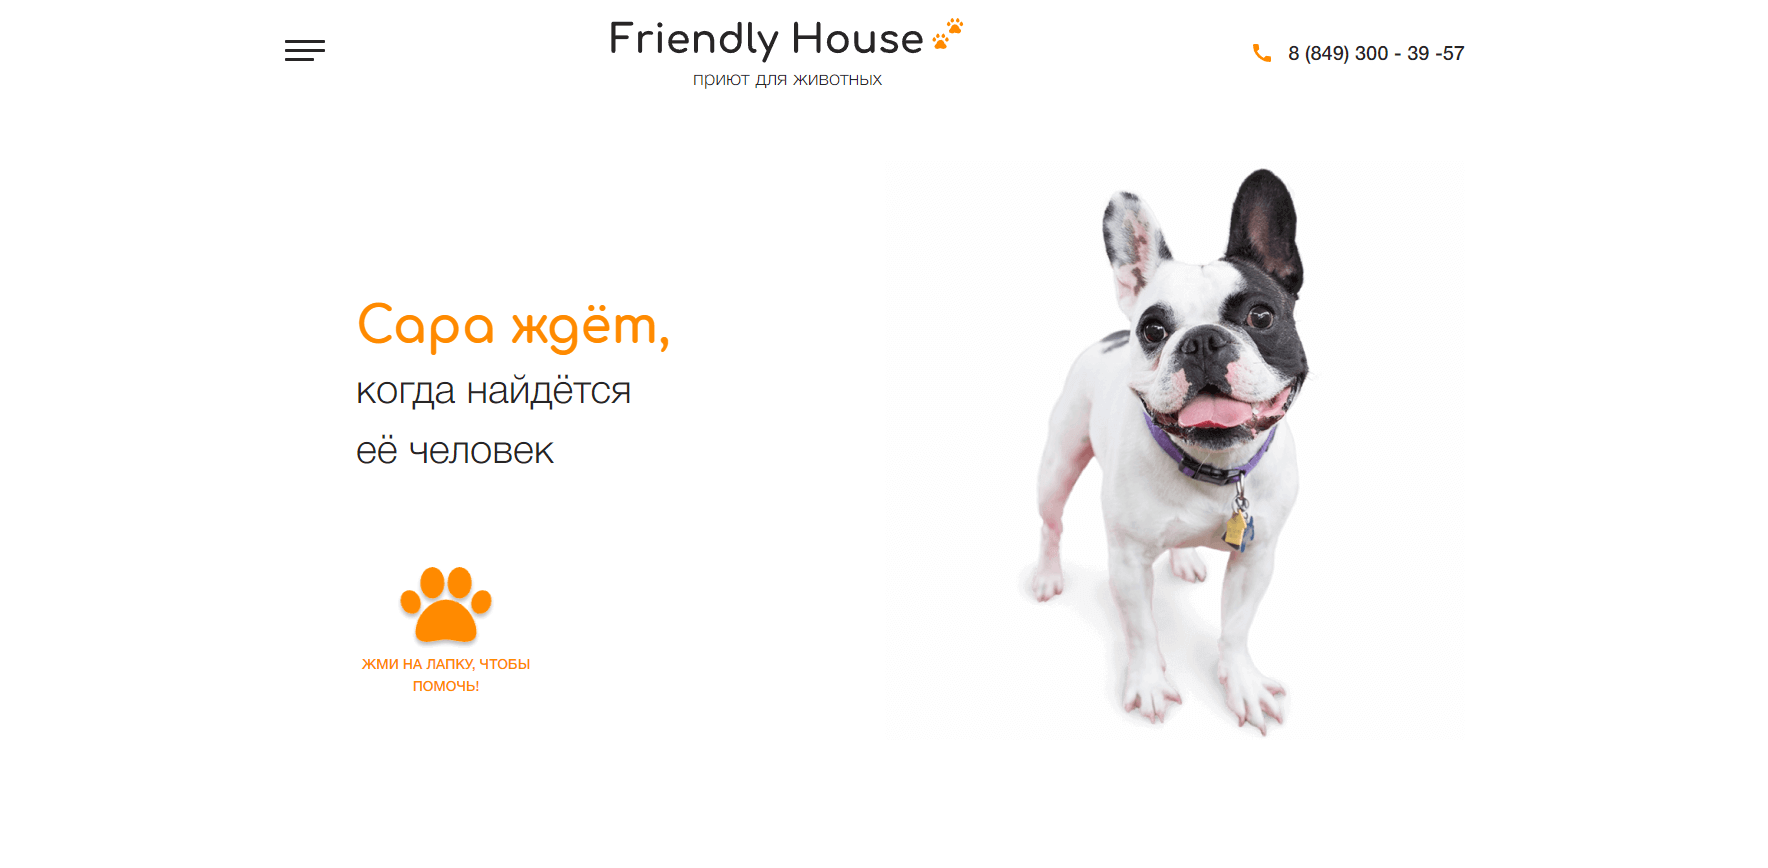 Friendly House
приют для животных
8 (849) 300 - 39 -57
Сара ждёт,
когда найдётся
её человек
ЖМИ НА ЛАПКУ, ЧТОБЫ
ПОМОЧЬ!